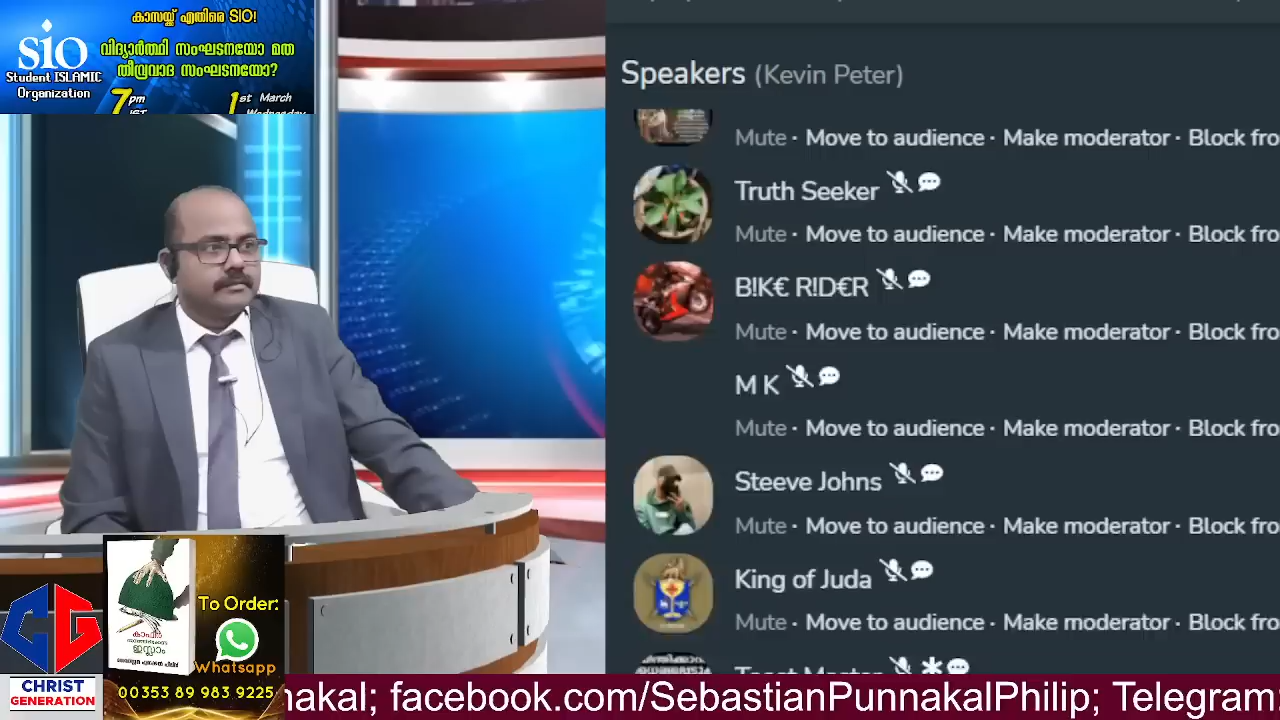 കാസയ്ക്ക് എതിരെ SIO!
sio
Student ISLAMIC
Organization
വിദ്യാർത്ഥി സംഘടനയോ മത
തീവ്രവാദ സംഘടനയോ?
7pm
1st March
Speakers (Kevin Peter)
Mute · Move to audience · Make moderator · Block fro
Truth Seeker
Mute · Move to audience · Make moderator · Block fro
B!K€ R!D€R
Mute · Move to audience · Make moderator · Block fro
M K
Mute · Move to audience · Make moderator · Block fro
Steeve Johns
Mute · Move to audience · Make moderator · Block fro
King of Juda
Mute · Move to audience · Make moderator · Block fro
CG
CHRIST
GENERATION
ഇസ്ലാം
To Order:
Whatsapp
00353 89 983 9225
nakal; facebook.com/SebastianPunnakalPhilip; Telegram: